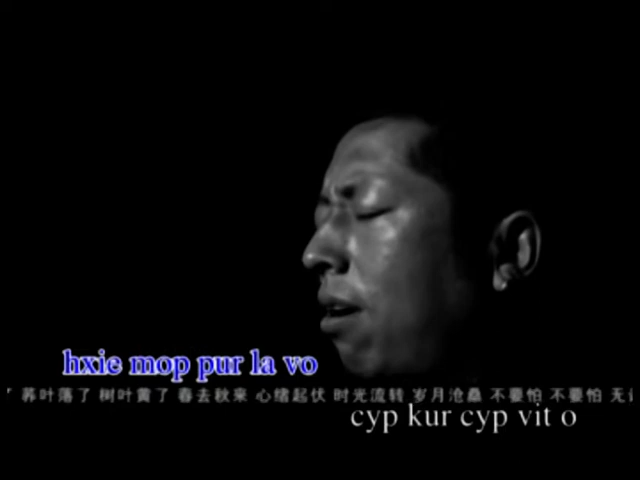 hxie mop pur la vo
荞叶落了 树叶黄了 春去秋来 心绪起伏 时光流转 岁月沧桑 不要怕 不要怕 无
cyp kur cyp vit o